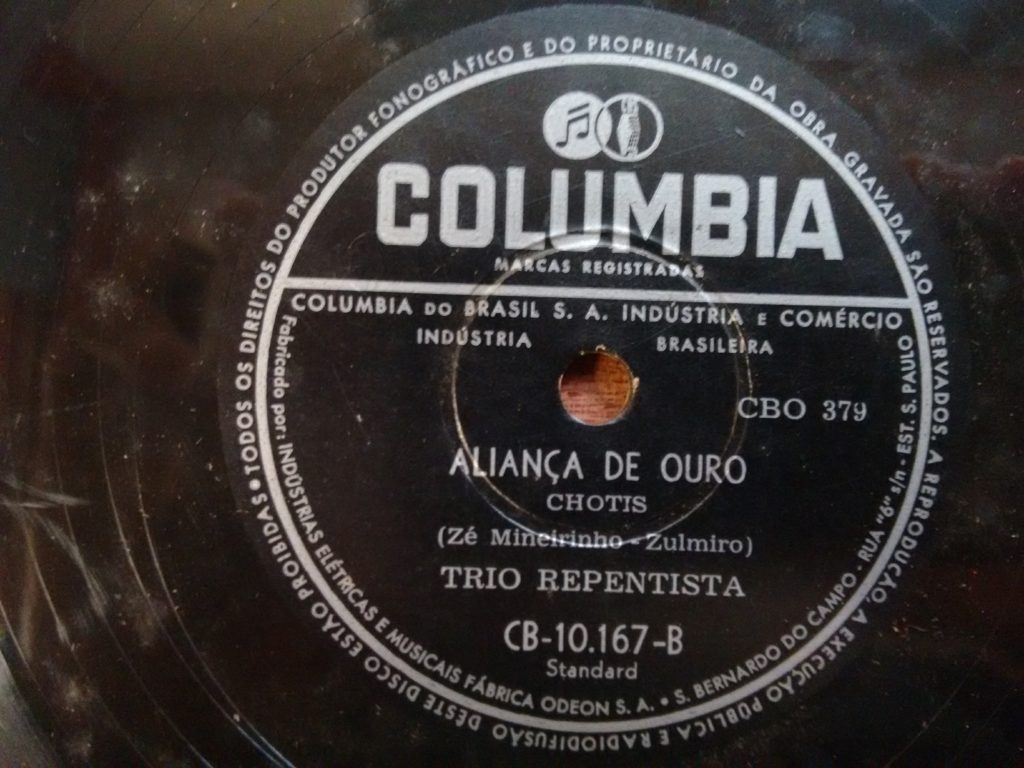 TODOS OS DIREITOS DO PRODUTOR FONOGRÁFICO E DO PROPRIETÁRIO DA OBRA GRAVADA SÃO RESERVADOS. A REPRODUÇÃO, A EXECUÇÃO PÚBLICA E RADIODIFUSÃO DESTE DISCO ESTÃO PROIBIDAS •
COLUMBIA
MARCAS REGISTRADAS
COLUMBIA DO BRASIL S. A. INDÚSTRIA E COMÉRCIO
INDÚSTRIA BRASILEIRA
CBO 379
ALIANÇA DE OURO
CHOTIS
(Zé Mineirinho - Zulmiro)
TRIO REPENTISTA
CB-10.167-B
Standard
Fabricado por: INDÚSTRIAS ELÉTRICAS E MUSICAIS FÁBRICA ODEON S. A. • S. BERNARDO DO CAMPO - RUA "6" s/n - EST. S. PAULO